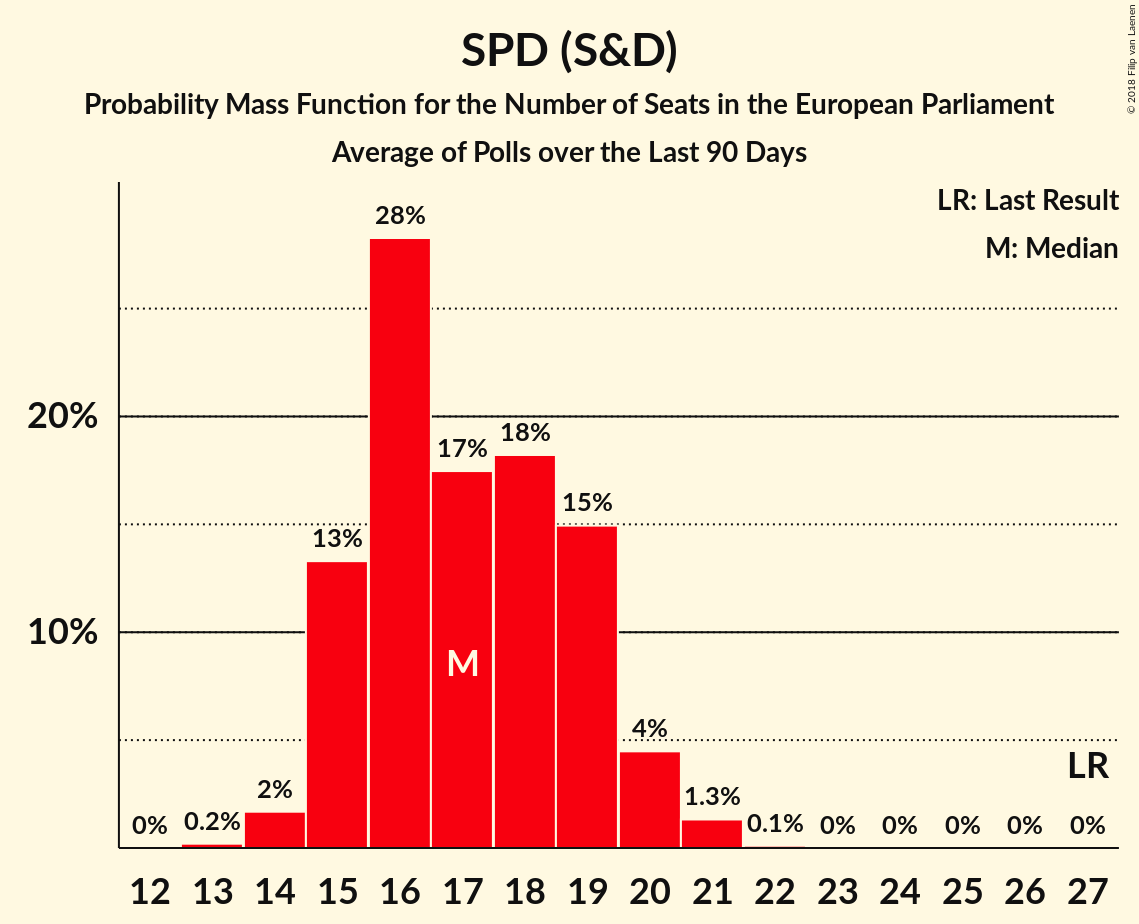 SPD (S&D)
Probability Mass Function for the Number of Seats in the European Parliament
Average of Polls over the Last 90 Days
© 2018 Filip van Laenen
LR: Last Result
M: Median
28%
20%
18%
17%
15%
13%
10%
M
4%
LR
2%
1.3%
0% 0.2% 0.1% 0% 0% 0% 0% 0%
12 13 14 15 16 17 18 19 20 21 22 23 24 25 26 27